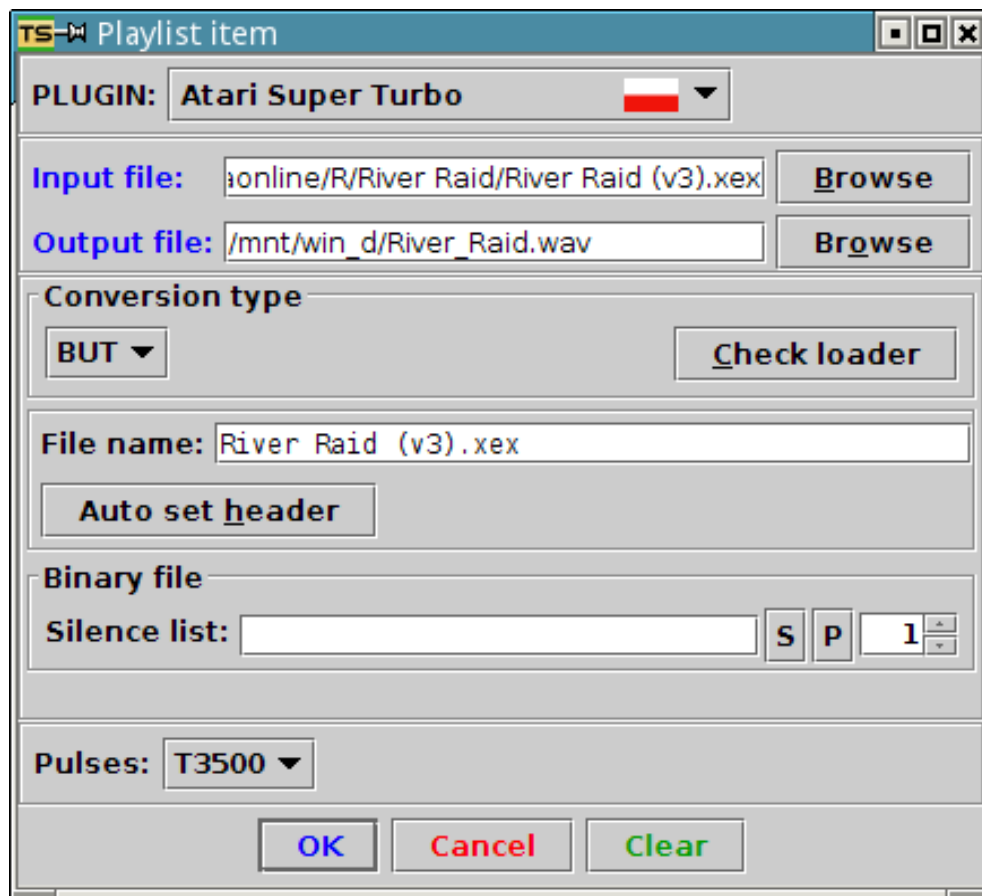 TS Playlist item
PLUGIN: Atari Super Turbo
Input file: aonline/R/River Raid/River Raid (v3).xex Browse
Output file: /mnt/win_d/River_Raid.wav Browse
Conversion type
BUT Check loader
File name: River Raid (v3).xex
Auto set header
Binary file
Silence list: S P 1
Pulses: T3500
OK Cancel Clear